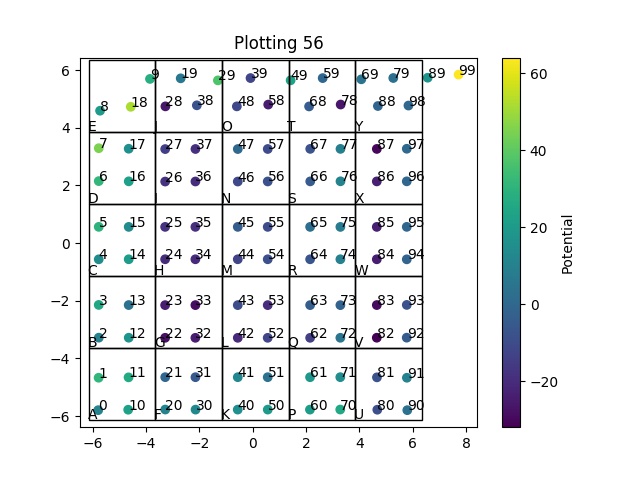 Plotting 56
9 19 29 39 49 59 69 79 89 99
8 18 28 38 48 58 68 78 88 98
E J O T Y
7 17 27 37 47 57 67 77 87 97
6 16 26 36 46 56 66 76 86 96
D I N S X
5 15 25 35 45 55 65 75 85 95
4 14 24 34 44 54 64 74 84 94
C H M R W
3 13 23 33 43 53 63 73 83 93
2 12 22 32 42 52 62 72 82 92
B G L Q V
1 11 21 31 41 51 61 71 81 91
0 10 20 30 40 50 60 70 80 90
A F K P U
6
4
2
0
−2
−4
−6
−6 −4 −2 0 2 4 6 8
60
40
20
0
−20
Potential